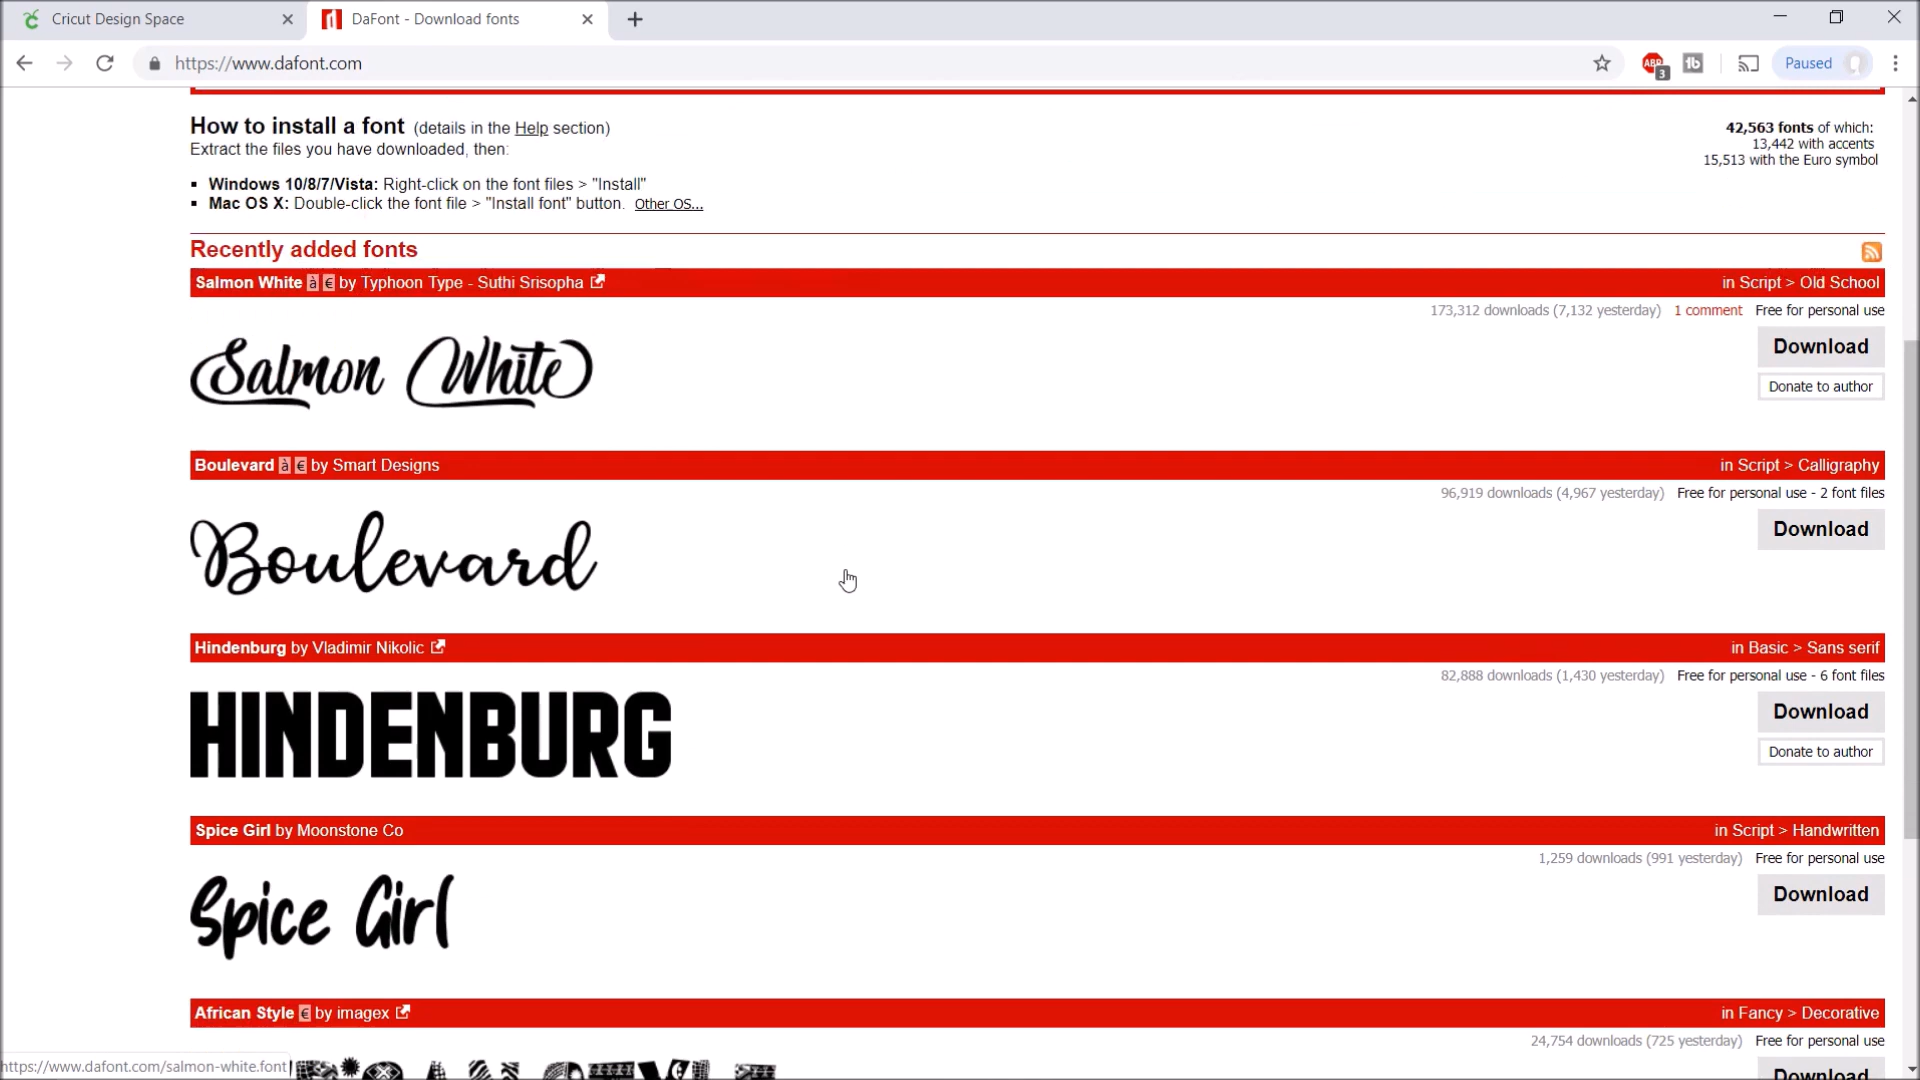 Cricut Design Space
DaFont - Download fonts
https://www.dafont.com
ABP
3
Paused
How to install a font (details in the Help section)
Extract the files you have downloaded, then:
Windows 10/8/7/Vista: Right-click on the font files > "Install"
Mac OS X: Double-click the font file > "Install font" button. Other OS...
42,563 fonts of which:
13,442 with accents
15,513 with the Euro symbol
Recently added fonts
Salmon White à € by Typhoon Type - Suthi Srisopha
in Script > Old School
173,312 downloads (7,132 yesterday) 1 comment Free for personal use
Salmon White
Download
Donate to author
Boulevard à € by Smart Designs
in Script > Calligraphy
96,919 downloads (4,967 yesterday) Free for personal use - 2 font files
Boulevard
Download
Hindenburg by Vladimir Nikolic
in Basic > Sans serif
82,888 downloads (1,430 yesterday) Free for personal use - 6 font files
HINDENBURG
Download
Donate to author
Spice Girl by Moonstone Co
in Script > Handwritten
1,259 downloads (991 yesterday) Free for personal use
Spice Girl
Download
African Style € by imagex
in Fancy > Decorative
24,754 downloads (725 yesterday) Free for personal use
Download
https://www.dafont.com/salmon-white.font